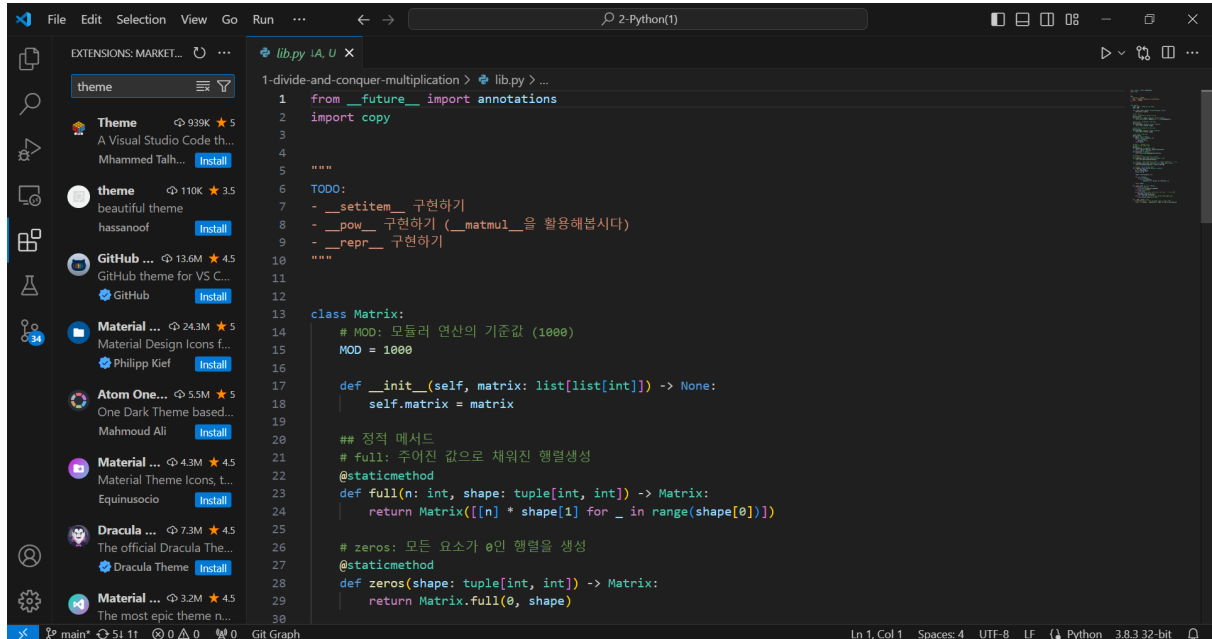 File Edit Selection View Go Run ··· 2-Python(1)
EXTENSIONS: MARKET... ···
theme
Theme 939K ★ 5
A Visual Studio Code th...
Mhammed Talh... Install
theme 110K ★ 3.5
beautiful theme
hassanoof Install
GitHub ... 13.6M ★ 4.5
GitHub theme for VS C...
GitHub Install
Material ... 24.3M ★ 5
Material Design Icons f...
Philipp Kief Install
Atom One... 5.5M ★ 5
One Dark Theme based...
Mahmoud Ali Install
Material ... 4.3M ★ 4.5
Material Theme Icons, t...
Equinusocio Install
Dracula ... 7.3M ★ 4.5
The official Dracula The...
Dracula Theme Install
Material ... 3.2M ★ 4.5
The most epic theme n...
34
lib.py ↓A, U ×
1-divide-and-conquer-multiplication > lib.py > ...
1 from __future__ import annotations
2 import copy
3
4
5 """
6 TODO:
7 - __setitem__ 구현하기
8 - __pow__ 구현하기 (__matmul__을 활용해봅시다)
9 - __repr__ 구현하기
10 """
11
12
13 class Matrix:
14     # MOD: 모듈러 연산의 기준값 (1000)
15     MOD = 1000
16
17     def __init__(self, matrix: list[list[int]]) -> None:
18         self.matrix = matrix
19
20     ## 정적 메서드
21     # full: 주어진 값으로 채워진 행렬생성
22     @staticmethod
23     def full(n: int, shape: tuple[int, int]) -> Matrix:
24         return Matrix([[n] * shape[1] for _ in range(shape[0])])
25
26     # zeros: 모든 요소가 0인 행렬을 생성
27     @staticmethod
28     def zeros(shape: tuple[int, int]) -> Matrix:
29         return Matrix.full(0, shape)
30
main* 5↓ 1↑ 0 0 0 Git Graph Ln 1, Col 1 Spaces: 4 UTF-8 LF Python 3.8.3 32-bit